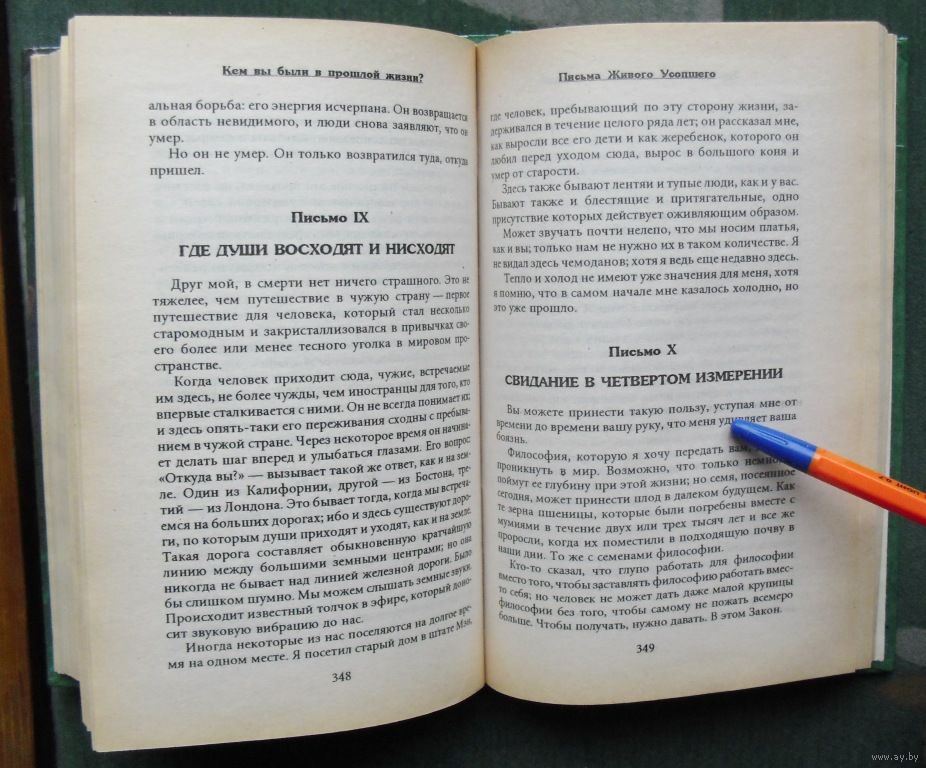 Кем вы были в прошлой жизни?
альная борьба: его энергия исчерпана. Он возвращается
в область невидимого, и люди снова заявляют, что он
умер.
Но он не умер. Он только возвратился туда, откуда
пришел.
Письмо IX
ГДЕ ДУШИ ВОСХОДЯТ И НИСХОДЯТ
Друг мой, в смерти нет ничего страшного. Это не
тяжелее, чем путешествие в чужую страну — первое
путешествие для человека, который стал несколько
старомодным и закристаллизовался в привычках сво-
его более или менее тесного уголка в мировом про-
странстве.
Когда человек приходит сюда, чужие, встречаемые
им здесь, не более чужды, чем иностранцы для того, кто
впервые сталкивается с ними. Он не всегда понимает их;
и здесь опять-таки его переживания сходны с пребыва-
нием в чужой стране. Через некоторое время он начина-
ет делать шаг вперед и улыбаться глазами. Его вопрос:
«Откуда вы?» — вызывает такой же ответ, как и на зем-
ле. Один из Калифорнии, другой — из Бостона, тре-
тий — из Лондона. Это бывает тогда, когда мы встреча-
емся на больших дорогах; ибо и здесь существуют доро-
ги, по которым души приходят и уходят, как и на земле.
Такая дорога составляет обыкновенную кратчайшую
линию между большими земными центрами; но она
никогда не бывает над линией железной дороги. Было
бы слишком шумно. Мы можем слышать земные звуки.
Происходит известный толчок в эфире, который доно-
сит звуковую вибрацию до нас.
Иногда некоторые из нас поселяются на долгое вре-
мя на одном месте. Я посетил старый дом в штате Мэн,
348
Письма Живого Усопшего
где человек, пребывающий по эту сторону жизни, за-
держивался в течение целого ряда лет; он рассказал мне,
как выросли все его дети и как жеребенок, которого он
любил перед уходом сюда, вырос в большого коня и
умер от старости.
Здесь также бывают лентяи и тупые люди, как и у вас.
Бывают также и блестящие и притягательные, одно
присутствие которых действует оживляющим образом.
Может звучать почти нелепо, что мы носим платья,
как и вы; только нам не нужно их в таком количестве. Я
не видал здесь чемоданов; хотя я ведь еще недавно здесь.
Тепло и холод не имеют уже значения для меня, хотя
я помню, что в самом начале мне казалось холодно, но
это уже прошло.
Письмо X
СВИДАНИЕ В ЧЕТВЕРТОМ ИЗМЕРЕНИИ
Вы можете принести такую пользу, уступая мне от
времени до времени вашу руку, что меня удивляет ваша
боязнь.
Философия, которую я хочу передать вам,
проникнуть в мир. Возможно, что только
поймут ее глубину при этой жизни; но семя, посеянное
сегодня, может принести плод в далеком будущем. Как
те зерна пшеницы, которые были погребены вместе с
мумиями в течение двух или трех тысяч лет и все же
проросли, когда их поместили в подходящую почву в
наши дни. То же с семенами философии.
Кто-то сказал, что глупо работать для философии
вместо того, чтобы заставлять философию работать вмес-
то себя; но человек не может дать даже малой крупицы
философии без того, чтобы самому не пожать всемеро
больше. Чтобы получать, нужно давать. В этом Закон.
349
www.ay.by